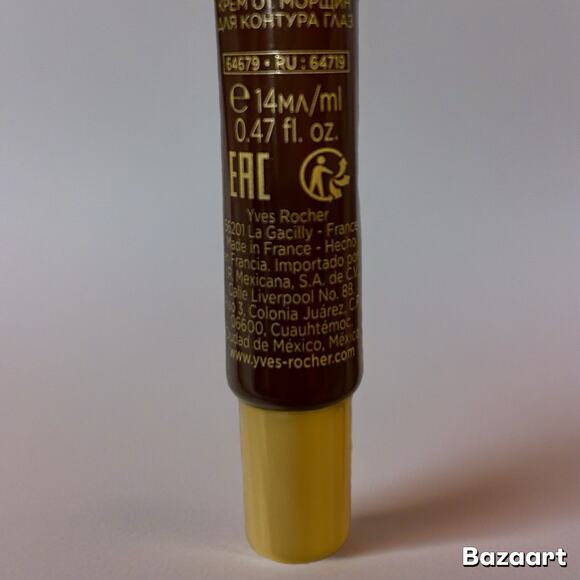 КРЕМ ОТ МОРЩИН
ДЛЯ КОНТУРА ГЛАЗ
64679 • RU : 64719
e 14мл/ml
0.47 fl. oz.
EAC
Yves Rocher
56201 La Gacilly - France
Made in France - Hecho
en Francia. Importado por
R. Mexicana, S.A. de C.V.
Calle Liverpool No. 88,
3, Colonia Juárez, C.P.
06600, Cuauhtémoc,
Ciudad de México, México
www.yves-rocher.com
Bazaart